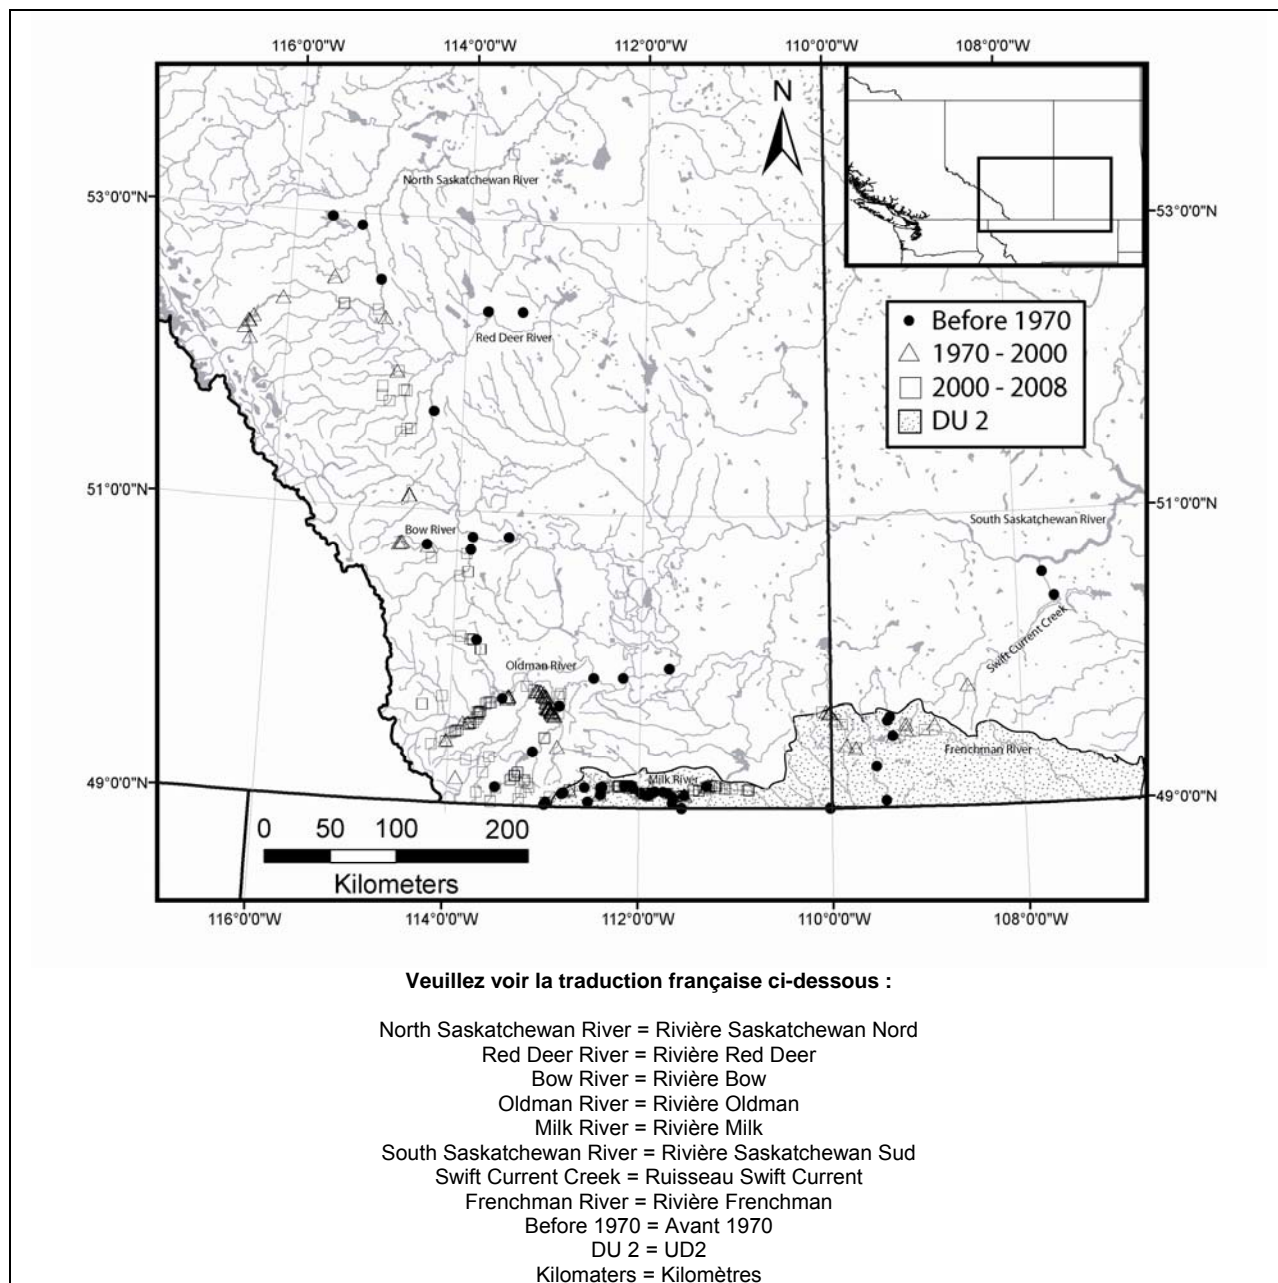 116°0'0"W 114°0'0"W 112°0'0"W 110°0'0"W 108°0'0"W
N
North Saskatchewan River
53°0'0"N 53°0'0"N
Before 1970
1970 - 2000
2000 - 2008
DU 2
Red Deer River
51°0'0"N 51°0'0"N
South Saskatchewan River
Bow River
Swift Current Creek
Oldman River
Frenchman River
Milk River
49°0'0"N 49°0'0"N
0 50 100 200
Kilometers
116°0'0"W 114°0'0"W 112°0'0"W 110°0'0"W 108°0'0"W
Veuillez voir la traduction française ci-dessous :
North Saskatchewan River = Rivière Saskatchewan Nord
Red Deer River = Rivière Red Deer
Bow River = Rivière Bow
Oldman River = Rivière Oldman
Milk River = Rivière Milk
South Saskatchewan River = Rivière Saskatchewan Sud
Swift Current Creek = Ruisseau Swift Current
Frenchman River = Rivière Frenchman
Before 1970 = Avant 1970
DU 2 = UD2
Kilomaters = Kilomètres